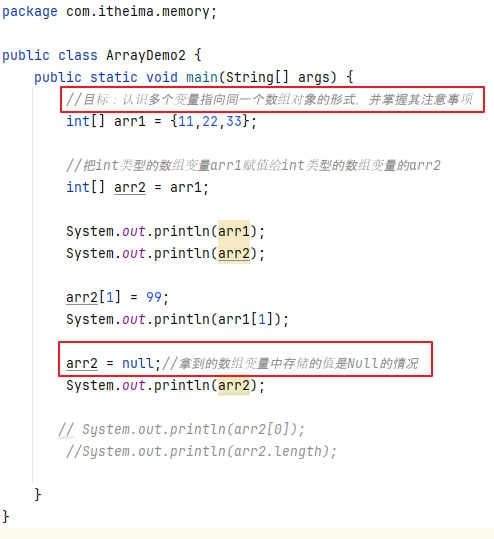 package com.itheima.memory;
public class ArrayDemo2 {
public static void main(String[] args) {
//目标：认识多个变量指向同一个数组对象的形式，并掌握其注意事项
int[] arr1 = {11,22,33};
//把int类型的数组变量arr1赋值给int类型的数组变量的arr2
int[] arr2 = arr1;
System.out.println(arr1);
System.out.println(arr2);
arr2[1] = 99;
System.out.println(arr1[1]);
arr2 = null;//拿到的数组变量中存储的值是Null的情况
System.out.println(arr2);
// System.out.println(arr2[0]);
//System.out.println(arr2.length);
}
}